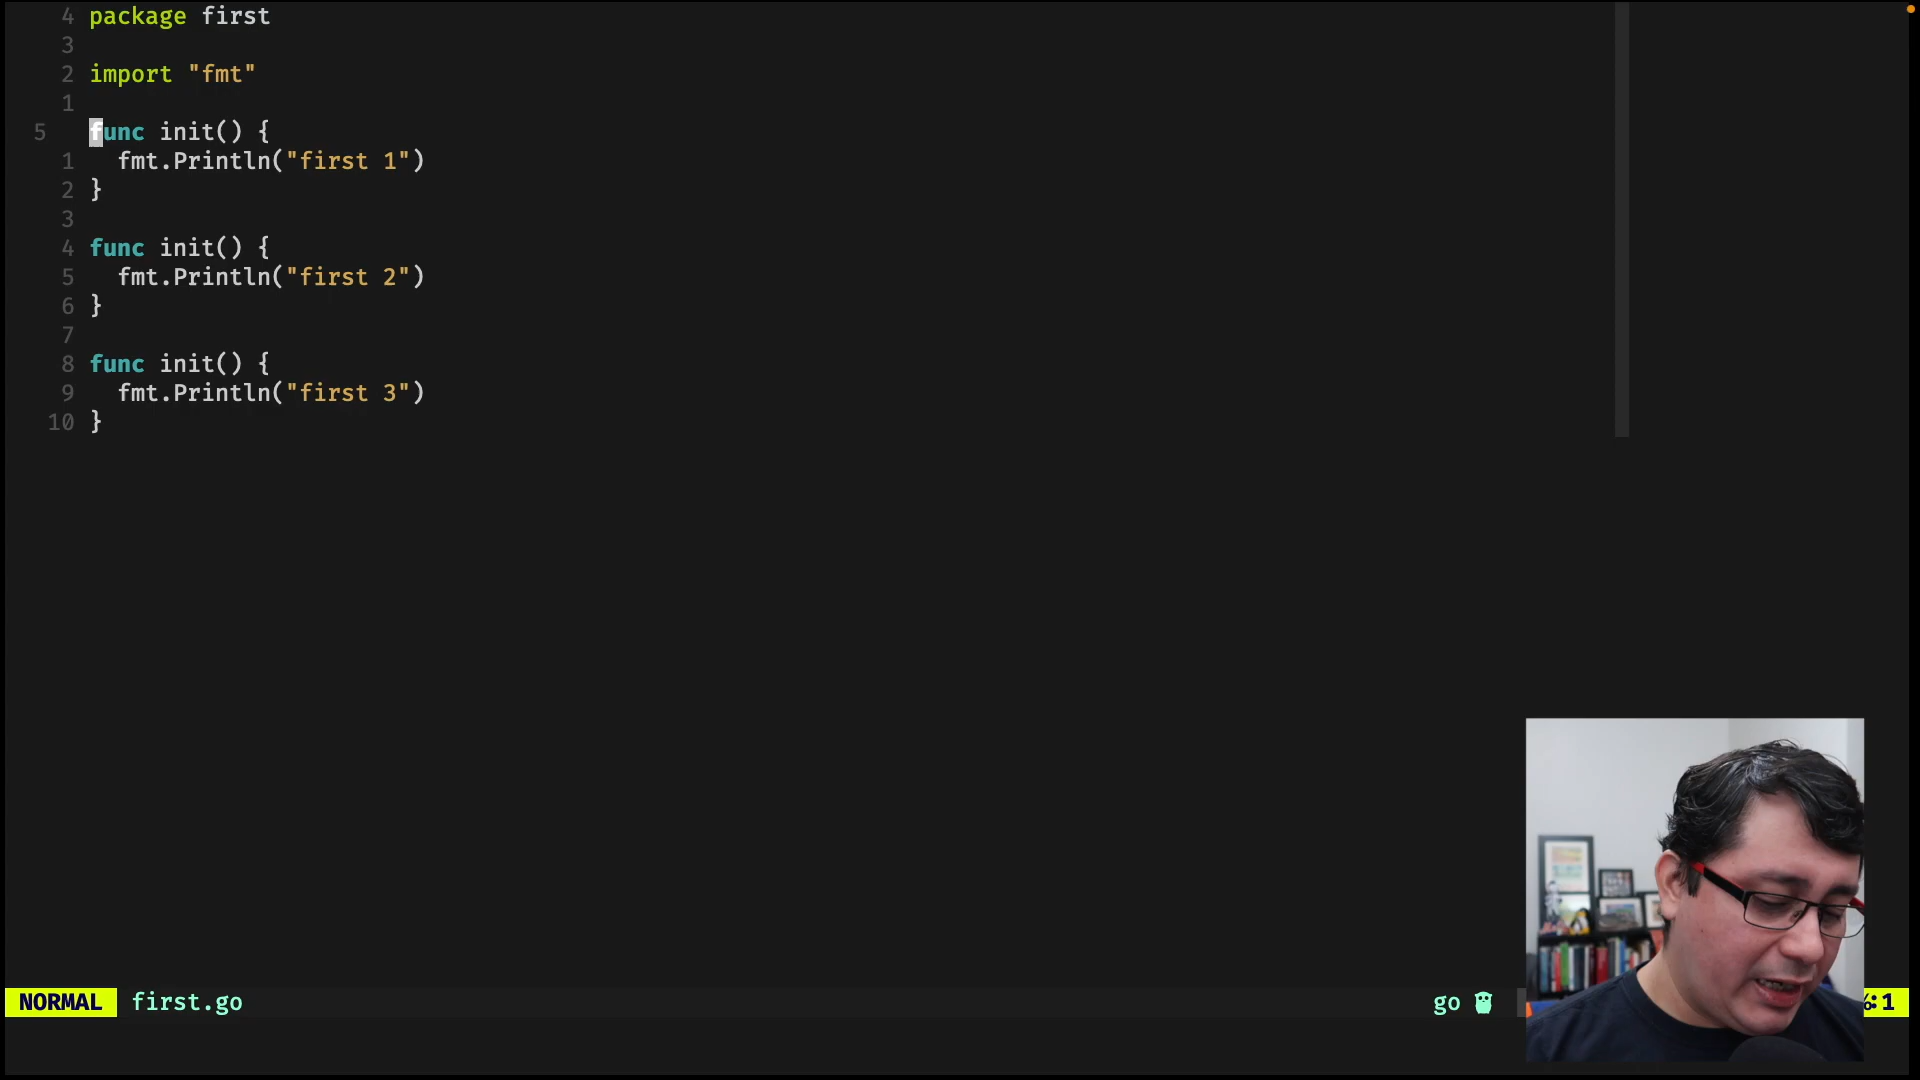 4 package first
3
2 import "fmt"
1
5 func init() {
1 fmt.Println("first 1")
2 }
3
4 func init() {
5 fmt.Println("first 2")
6 }
7
8 func init() {
9 fmt.Println("first 3")
10 }
NORMAL first.go go :1